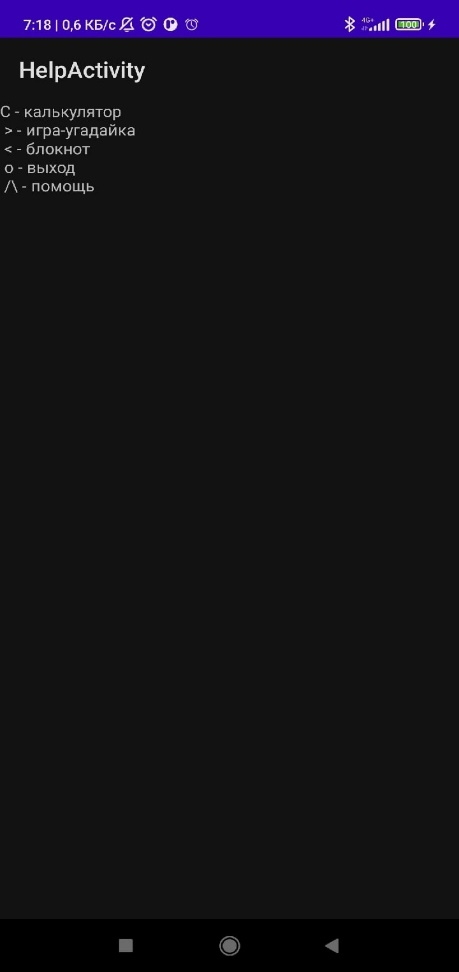 7:18 | 0,6 КБ/с
100
HelpActivity
С - калькулятор
> - игра-угадайка
< - блокнот
о - выход
/\ - помощь